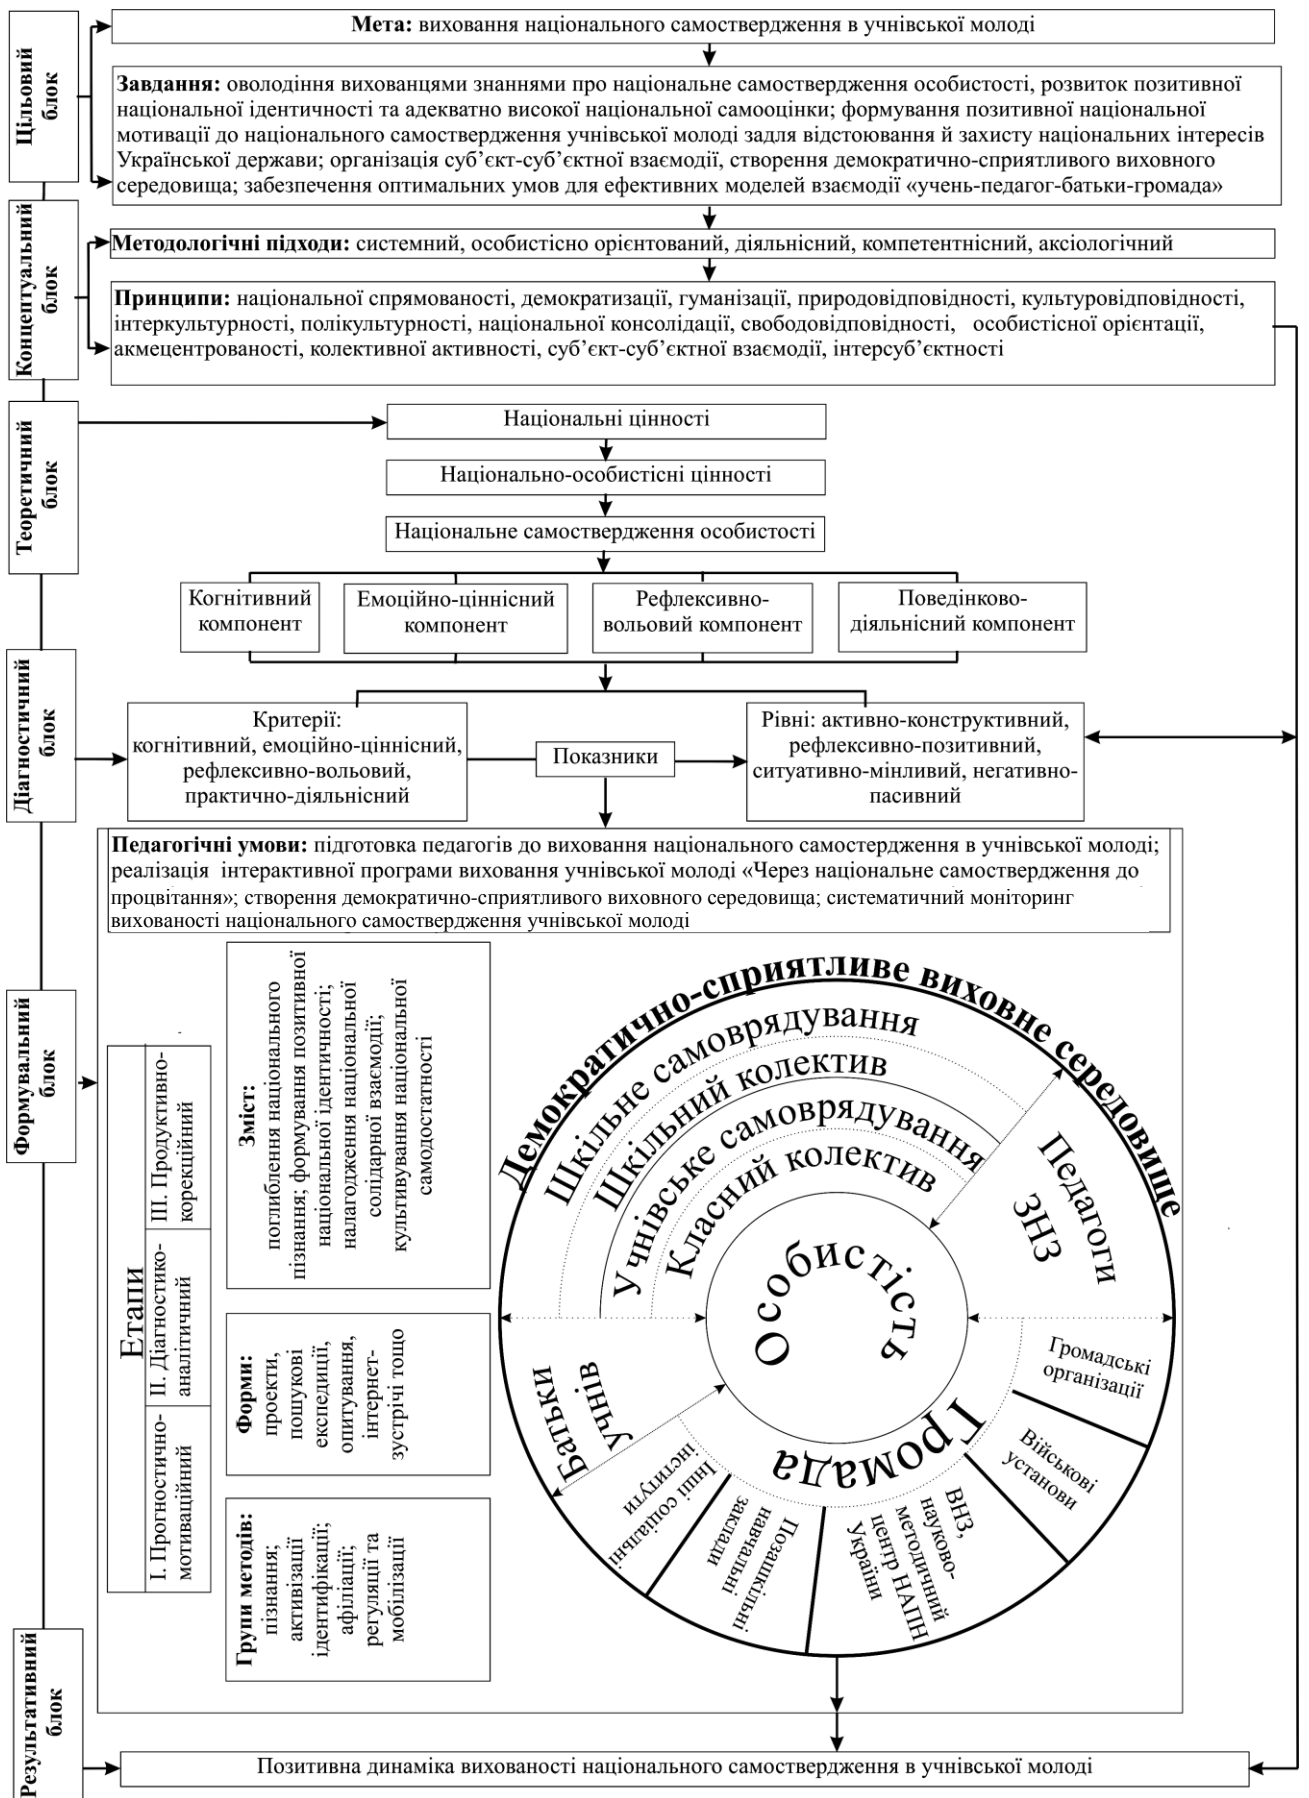 Цільовий
блок
Мета: виховання національного самоствердження в учнівської молоді
Завдання: оволодіння вихованцями знаннями про національне самоствердження особистості, розвиток позитивної
національної ідентичності та адекватно високої національної самооцінки; формування позитивної національної
мотивації до національного самоствердження учнівської молоді задля відстоювання й захисту національних інтересів
Української держави; організація суб’єкт-суб’єктної взаємодії, створення демократично-сприятливого виховного
середовища; забезпечення оптимальних умов для ефективних моделей взаємодії «учень-педагог-батьки-громада»
Концептуальний
блок
Методологічні підходи: системний, особистісно орієнтований, діяльнісний, компетентнісний, аксіологічний
Принципи: національної спрямованості, демократизації, гуманізації, природовідповідності, культуровідповідності,
інтеркультурності, полікультурності, національної консолідації, свободовідповідності, особистісної орієнтації,
акмецентрованості, колективної активності, суб’єкт-суб’єктної взаємодії, інтерсуб’єктності
Теоретичний
блок
Національні цінності
Національно-особистісні цінності
Національне самоствердження особистості
Когнітивний
компонент
Емоційно-ціннісний
компонент
Рефлексивно-
вольовий компонент
Поведінково-
діяльнісний компонент
Діагностичний
блок
Критерії:
когнітивний, емоційно-ціннісний,
рефлексивно-вольовий,
практично-діяльнісний
Показники
Рівні: активно-конструктивний,
рефлексивно-позитивний,
ситуативно-мінливий, негативно-
пасивний
Формувальний
блок
Педагогічні умови: підготовка педагогів до виховання національного самостердження в учнівської молоді;
реалізація інтерактивної програми виховання учнівської молоді «Через національне самоствердження до
процвітання»; створення демократично-сприятливого виховного середовища; систематичний моніторинг
вихованості національного самоствердження учнівської молоді
Етапи
І. Прогностично-
мотиваційний
ІІ. Діагностико-
аналітичний
ІІІ. Продуктивно-
корекційний
Зміст:
поглиблення національного
пізнання; формування позитивної
національної ідентичності;
налагодження національної
солідарної взаємодії;
культивування національної
самодостатності
Форми:
проекти,
пошукові
експедиції,
опитування,
інтернет-
зустрічі тощо
Групи методів:
пізнання;
активізації
ідентифікації;
афіліації;
регуляції та
мобілізації
Демократично-сприятливе виховне середовище
Шкільне самоврядування
Шкільний колектив
Учнівське самоврядування
Класний колектив
Особистість
Педагоги
ЗНЗ
Батьки
учнів
Громада
Громадські
організації
Військові
установи
ВНЗ,
науково-
методичний
центр НАПН
України
Позашкільні
навчальні
заклади
Інші соціальні
інститути
Результативний
блок
Позитивна динаміка вихованості національного самоствердження в учнівської молоді